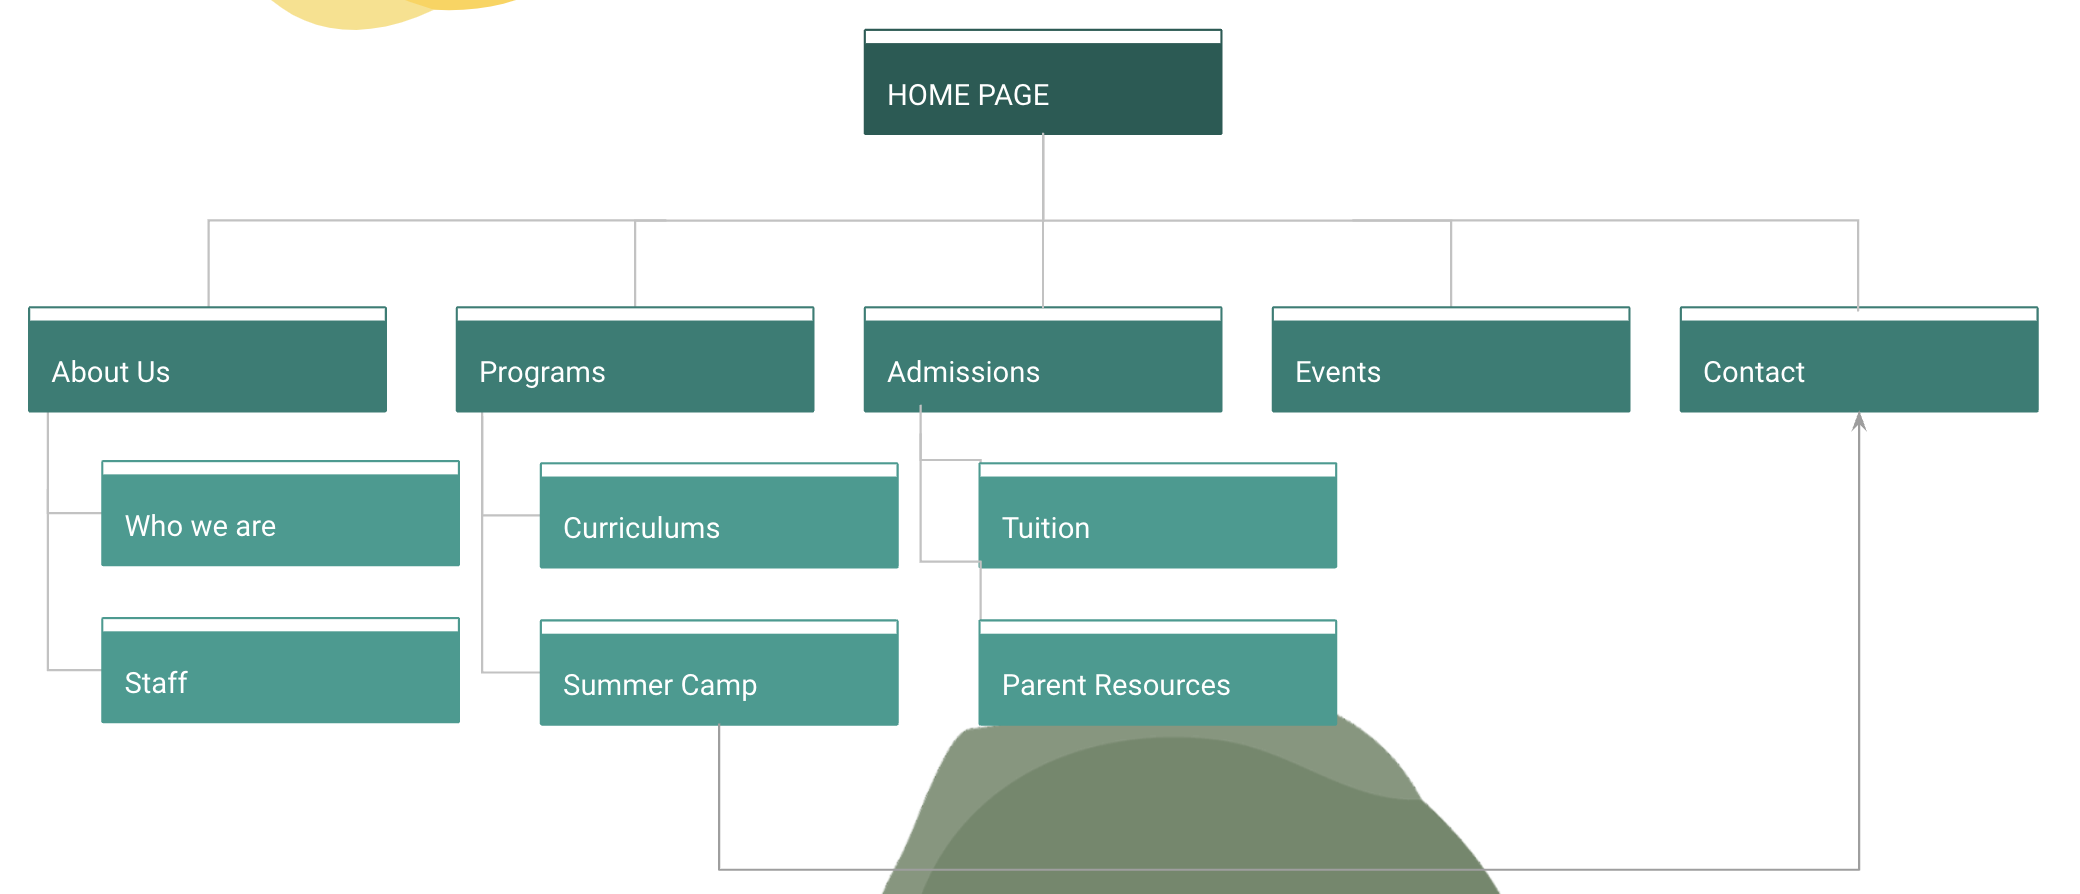 HOME PAGE
About Us
Programs
Admissions
Events
Contact
Who we are
Curriculums
Tuition
Staff
Summer Camp
Parent Resources